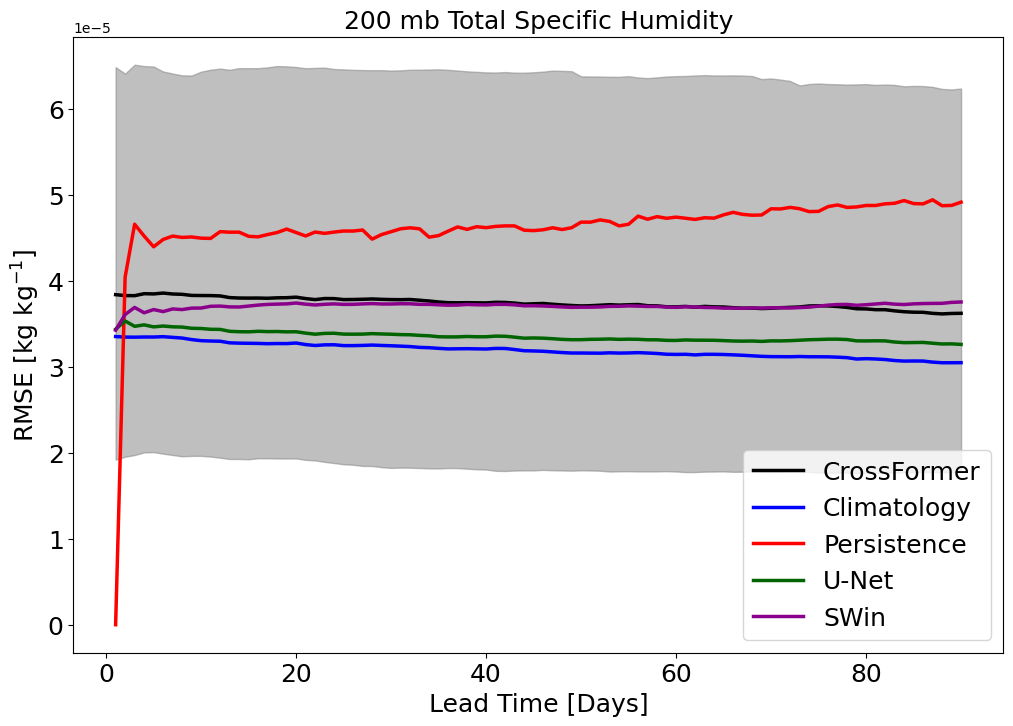 200 mb Total Specific Humidity
1e−5
6
5
4
3
2
1
0
RMSE [kg kg⁻¹]
0 20 40 60 80
Lead Time [Days]
CrossFormer
Climatology
Persistence
U-Net
SWin